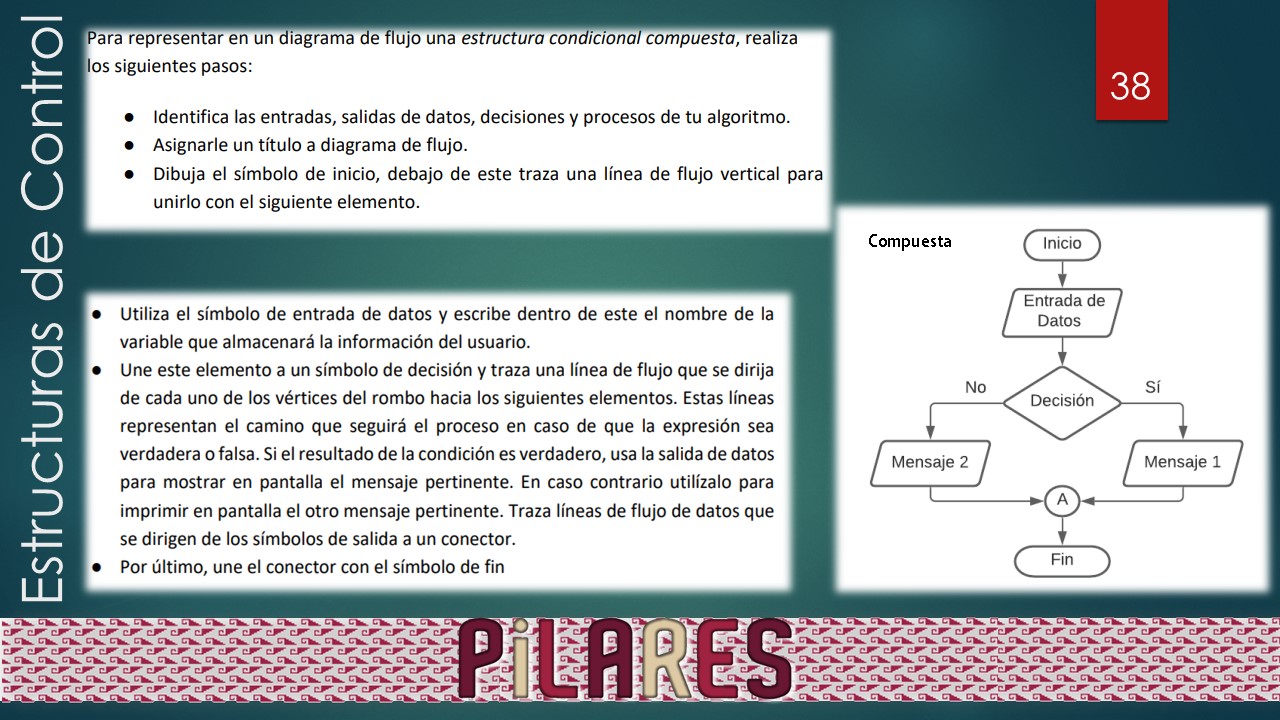 Estructuras de Control
Para representar en un diagrama de flujo una estructura condicional compuesta, realiza
los siguientes pasos:
● Identifica las entradas, salidas de datos, decisiones y procesos de tu algoritmo.
● Asignarle un título a diagrama de flujo.
● Dibuja el símbolo de inicio, debajo de este traza una línea de flujo vertical para
unirlo con el siguiente elemento.
38
● Utiliza el símbolo de entrada de datos y escribe dentro de este el nombre de la
variable que almacenará la información del usuario.
● Une este elemento a un símbolo de decisión y traza una línea de flujo que se dirija
de cada uno de los vértices del rombo hacia los siguientes elementos. Estas líneas
representan el camino que seguirá el proceso en caso de que la expresión sea
verdadera o falsa. Si el resultado de la condición es verdadero, usa la salida de datos
para mostrar en pantalla el mensaje pertinente. En caso contrario utilízalo para
imprimir en pantalla el otro mensaje pertinente. Traza líneas de flujo de datos que
se dirigen de los símbolos de salida a un conector.
● Por último, une el conector con el símbolo de fin
Compuesta
Inicio
Entrada de
Datos
No
Decisión
Sí
Mensaje 2
Mensaje 1
A
Fin
PiLARES